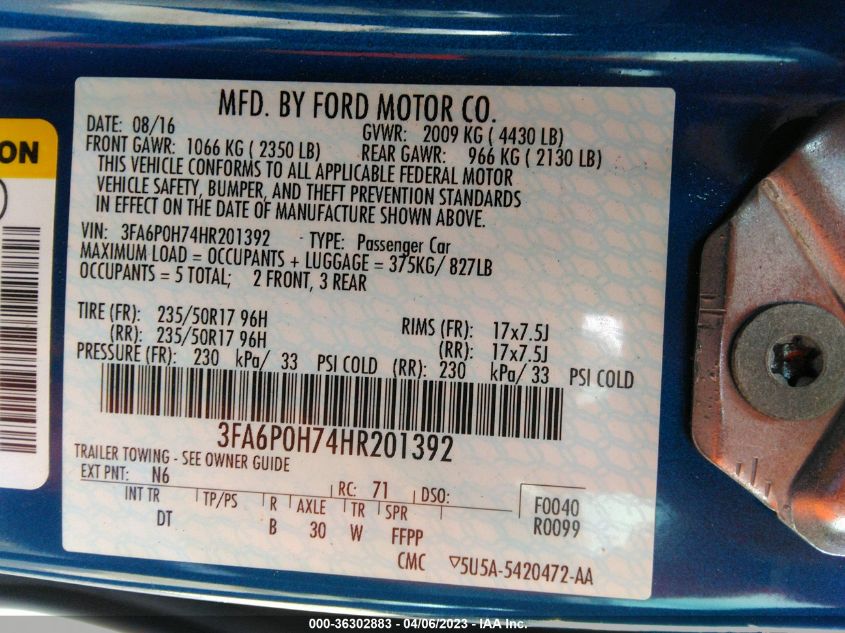 MFD. BY FORD MOTOR CO.
DATE: 08/16 GVWR: 2009 KG ( 4430 LB)
FRONT GAWR: 1066 KG ( 2350 LB) REAR GAWR: 966 KG ( 2130 LB)
THIS VEHICLE CONFORMS TO ALL APPLICABLE FEDERAL MOTOR
VEHICLE SAFETY, BUMPER, AND THEFT PREVENTION STANDARDS
IN EFFECT ON THE DATE OF MANUFACTURE SHOWN ABOVE.
VIN: 3FA6P0H74HR201392 TYPE: Passenger Car
MAXIMUM LOAD = OCCUPANTS + LUGGAGE = 375KG/ 827LB
OCCUPANTS = 5 TOTAL; 2 FRONT, 3 REAR
TIRE (FR): 235/50R17 96H RIMS (FR): 17x7.5J
(RR): 235/50R17 96H (RR): 17x7.5J
PRESSURE (FR): 230 kPa/ 33 PSI COLD (RR): 230 kPa/ 33 PSI COLD
3FA6P0H74HR201392
TRAILER TOWING - SEE OWNER GUIDE
EXT PNT: N6 RC: 71 DSO: F0040
INT TR TP/PS R AXLE TR SPR R0099
DT B 30 W FFPP
CMC ▽5U5A-5420472-AA
ON
000-36302883 - 04/06/2023 - IAA Inc.